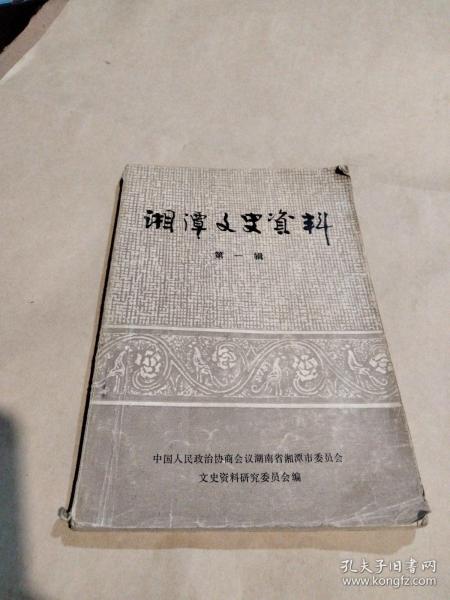 湘潭文史資料
第一辑
中国人民政治协商会议湖南省湘潭市委员会
文史资料研究委员会编
孔夫子旧书网
www.kongfz.com